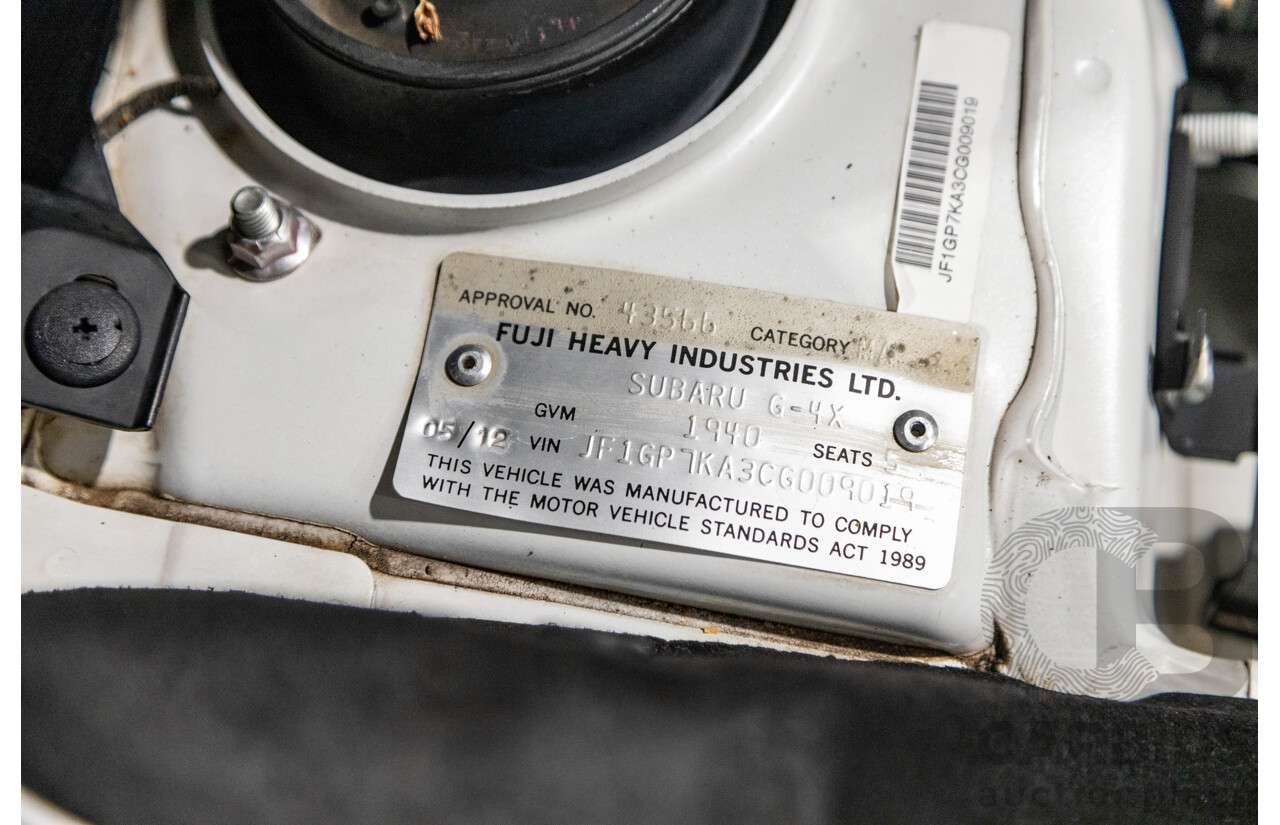 JF1GP7KA3CG009019
APPROVAL NO. 43566 CATEGORY
FUJI HEAVY INDUSTRIES LTD.
SUBARU G-4X
GVM 1940 SEATS 5
05/12 VIN JF1GP7KA3CG009019
THIS VEHICLE WAS MANUFACTURED TO COMPLY
WITH THE MOTOR VEHICLE STANDARDS ACT 1989